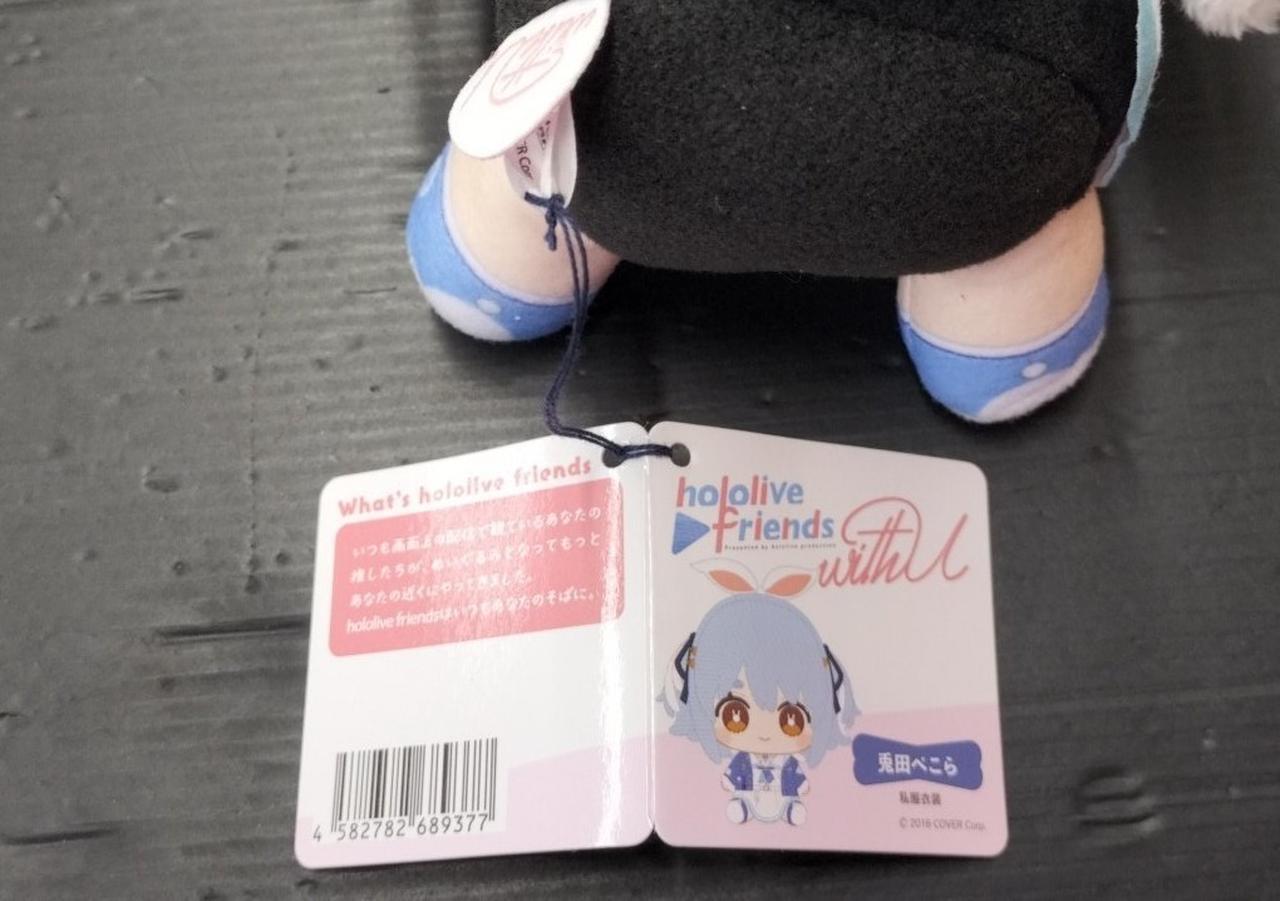 R Cor
What's hololive friends
いつも画面上の配信で観ているあなたの
推したちが、ぬいぐるみとなってもっと
あなたの近くにやってきました。
hololive friendsはいつもあなたのそばに。
4 582782 689377
hololive
friends
Presented by hololive production
with U
兎田ぺこら
私服衣装
© 2016 COVER Corp.